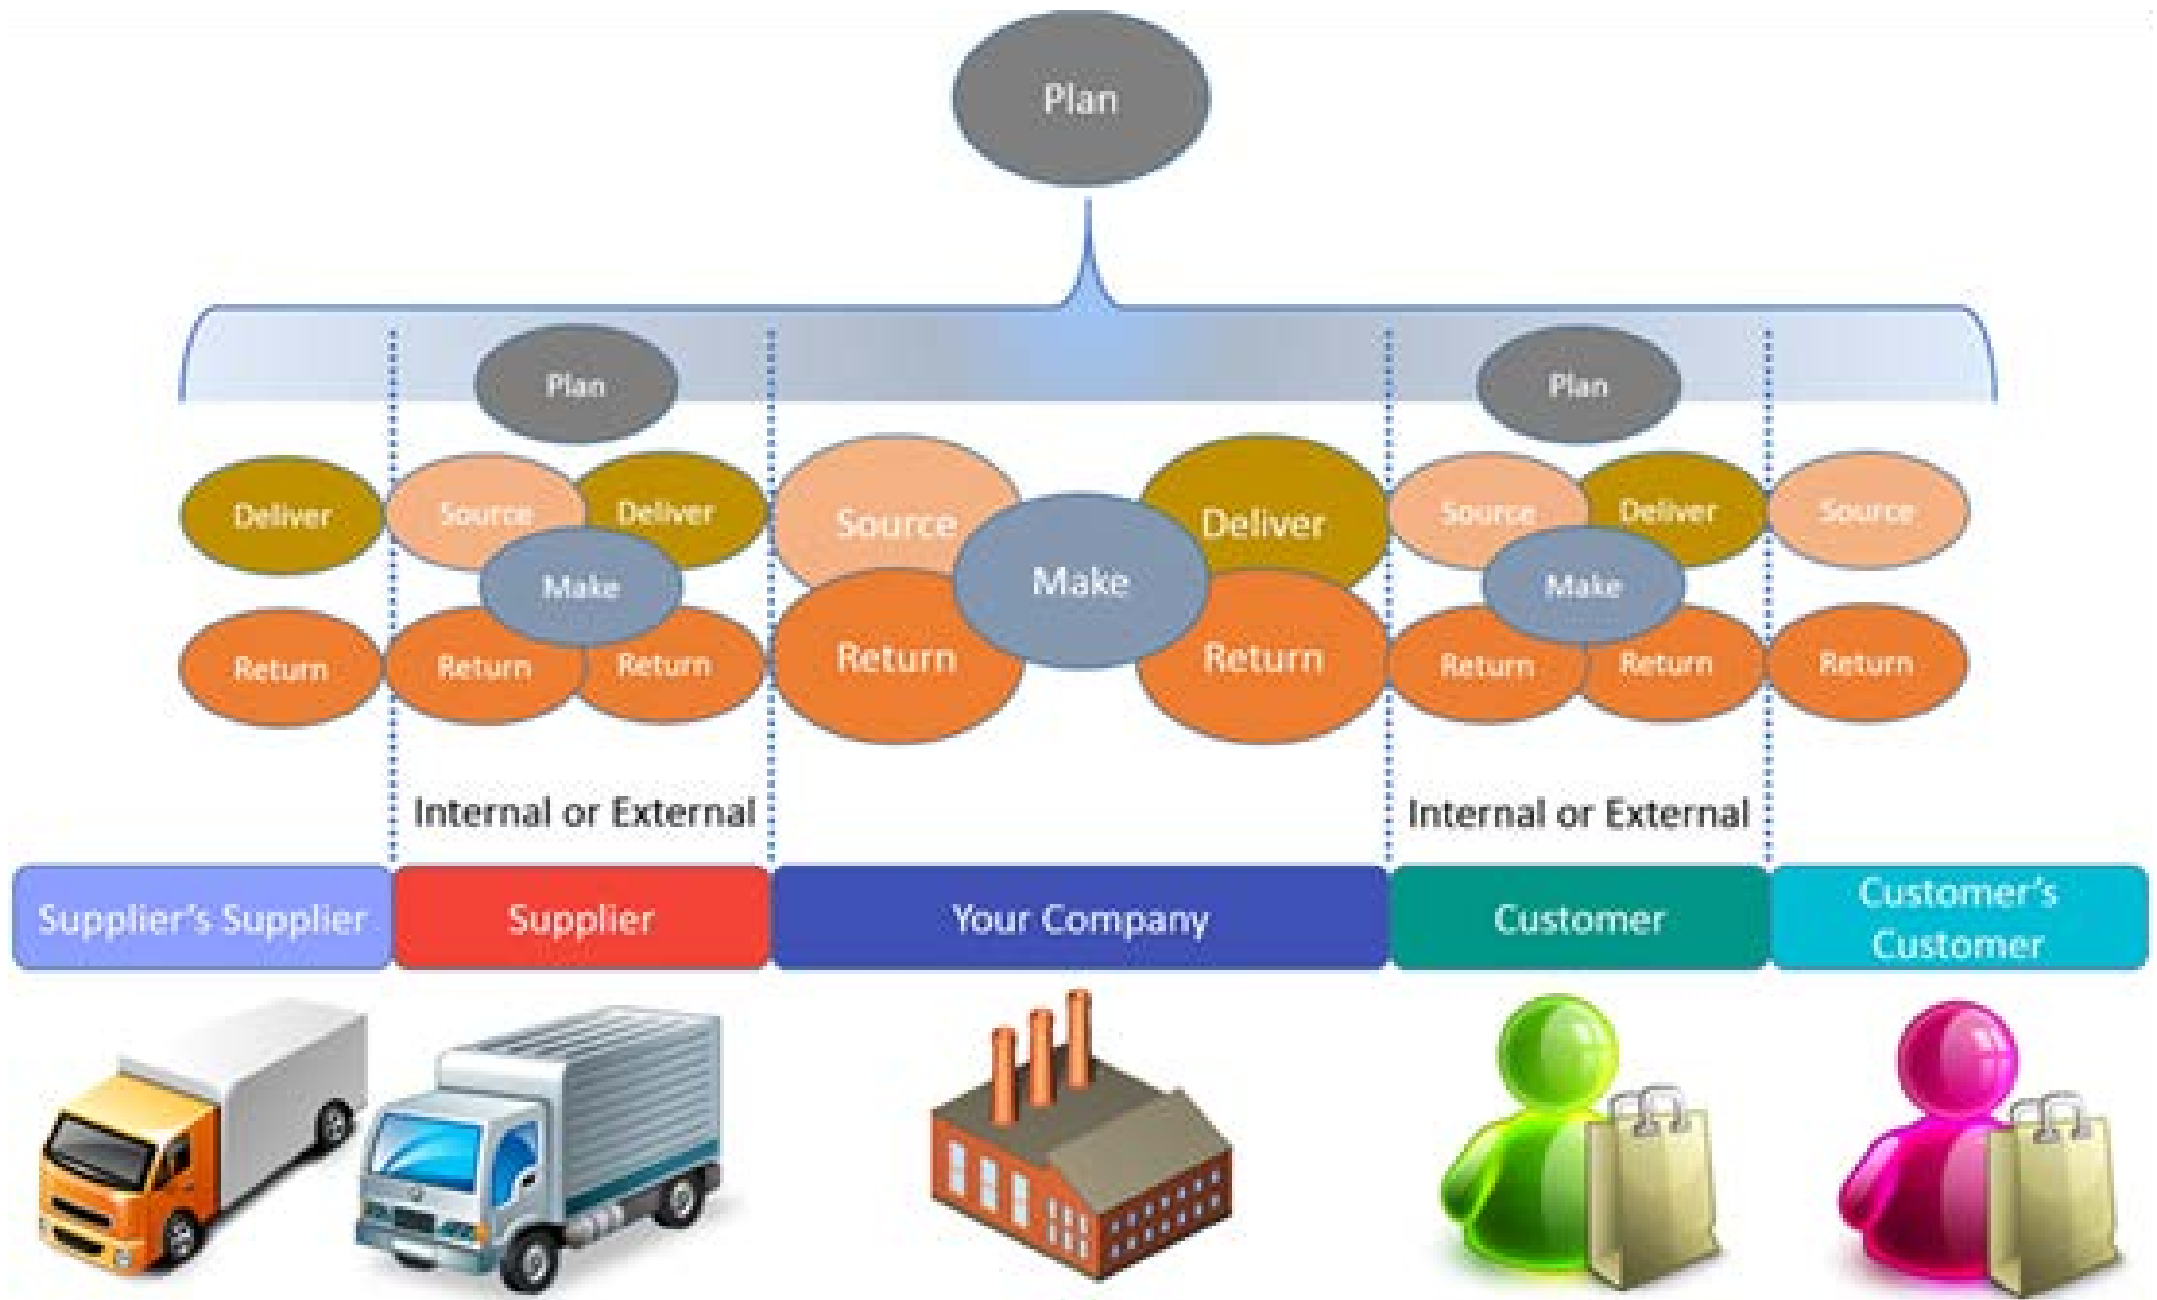 Plan
Plan
Plan
Deliver
Source
Deliver
Source
Deliver
Source
Deliver
Source
Make
Make
Make
Return
Return
Return
Return
Return
Return
Return
Return
Internal or External
Internal or External
Supplier's Supplier
Supplier
Your Company
Customer
Customer's
Customer